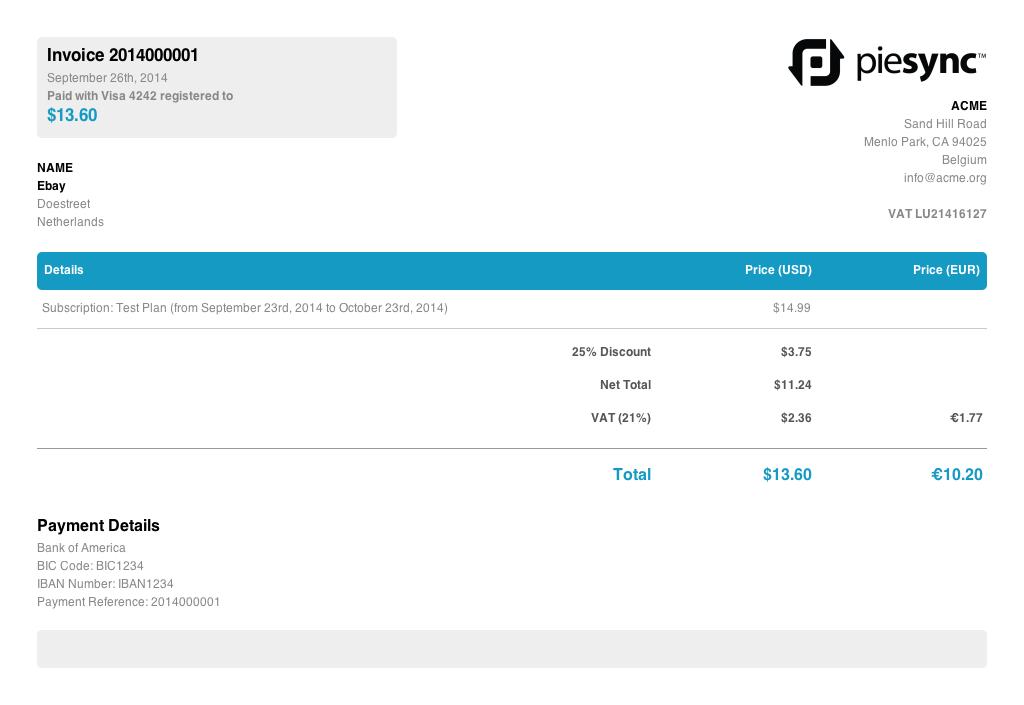 Invoice 2014000001
September 26th, 2014
Paid with Visa 4242 registered to
$13.60
piesync™
ACME
Sand Hill Road
Menlo Park, CA 94025
Belgium
info@acme.org
VAT LU21416127
NAME
Ebay
Doestreet
Netherlands
Details Price (USD) Price (EUR)
Subscription: Test Plan (from September 23rd, 2014 to October 23rd, 2014) $14.99
25% Discount $3.75
Net Total $11.24
VAT (21%) $2.36 €1.77
Total $13.60 €10.20
Payment Details
Bank of America
BIC Code: BIC1234
IBAN Number: IBAN1234
Payment Reference: 2014000001